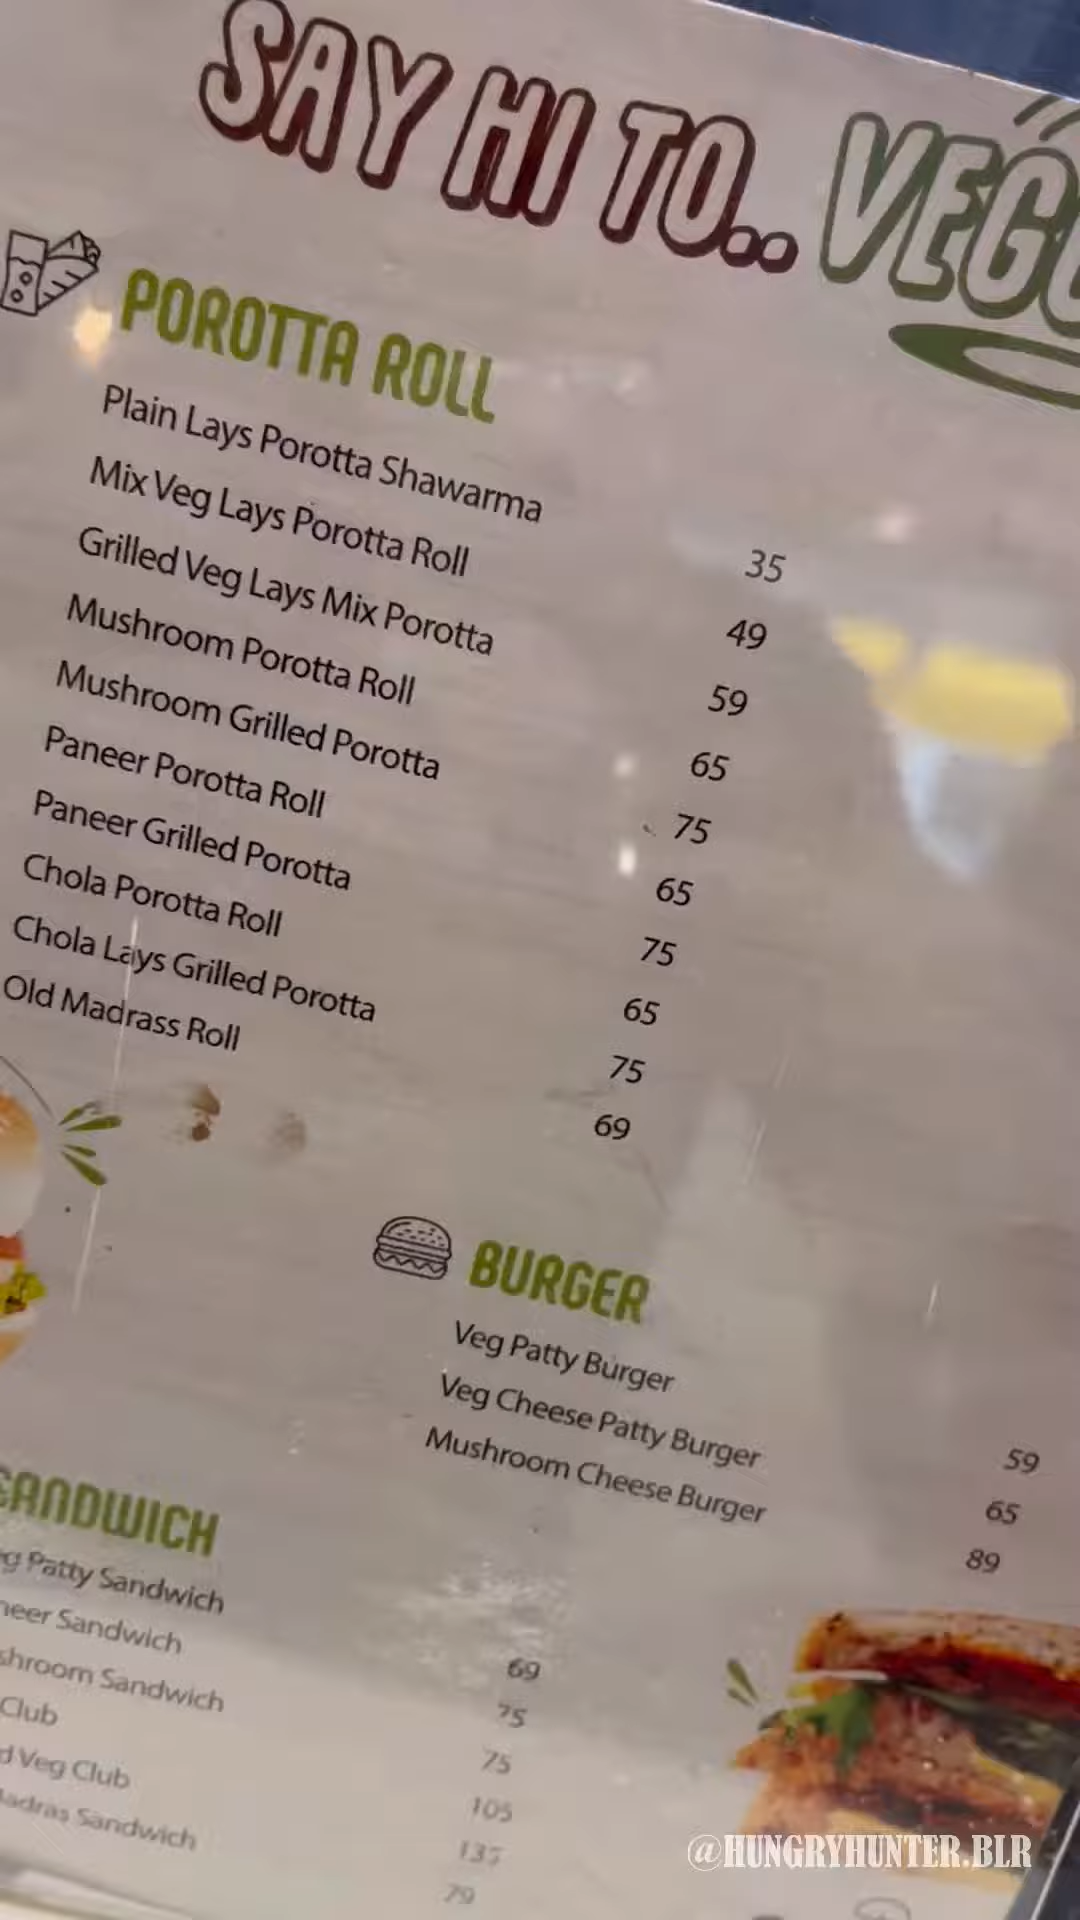 SAY HI TO.. VEG
POROTTA ROLL
Plain Lays Porotta Shawarma 35
Mix Veg Lays Porotta Roll 49
Grilled Veg Lays Mix Porotta 59
Mushroom Porotta Roll 65
Mushroom Grilled Porotta 75
Paneer Porotta Roll 65
Paneer Grilled Porotta 75
Chola Porotta Roll 65
Chola Lays Grilled Porotta 75
Old Madrass Roll 69
BURGER
Veg Patty Burger 59
Veg Cheese Patty Burger 65
Mushroom Cheese Burger 89
SANDWICH
eg Patty Sandwich 69
neer Sandwich 75
shroom Sandwich 75
Club 105
d Veg Club 135
Madras Sandwich 79
@HUNGRYHUNTER.BLR